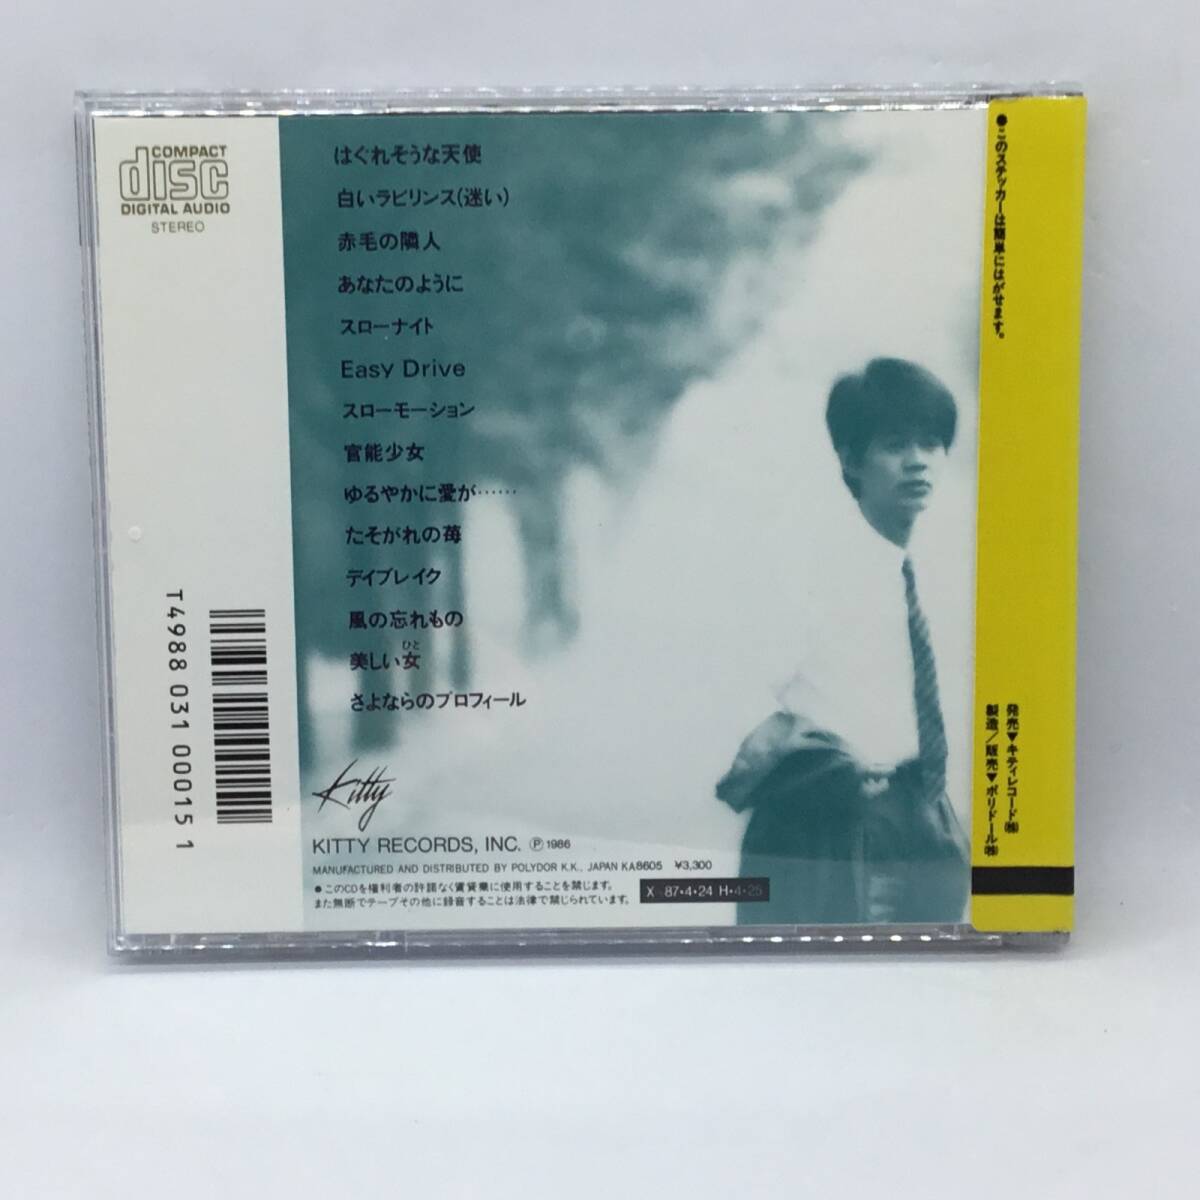 COMPACT
disc
DIGITAL AUDIO
STEREO
はぐれそうな天使
白いラビリンス(迷い)
赤毛の隣人
あなたのように
スローナイト
Easy Drive
スローモーション
官能少女
ゆるやかに愛が……
たそがれの苺
デイブレイク
風の忘れもの
美しい女
ひと
さよならのプロフィール
Kitty
KITTY RECORDS, INC. Ⓟ 1986
MANUFACTURED AND DISTRIBUTED BY POLYDOR K.K., JAPAN KA8605 ¥3,300
●このCDを権利者の許諾なく賃貸業に使用することを禁じます。
また無断でテープその他に録音することは法律で禁じられています。
X 87・4・24 H・4・25
T4988 031 00015 1
●このステッカーは簡単にはがせます。
発売▼キティレコード㈱
製造／販売▼ポリドール㈱